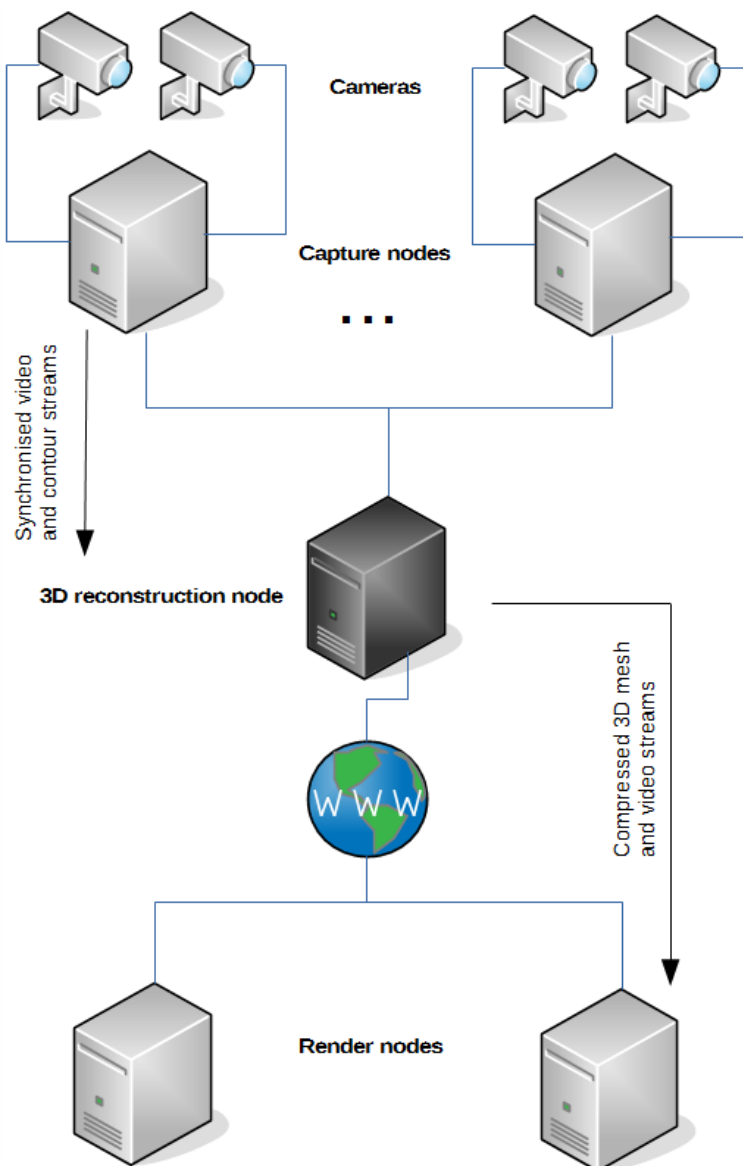 Cameras
Capture nodes
...
Synchronised video
and contour streams
3D reconstruction node
Compressed 3D mesh
and video streams
W W W
Render nodes